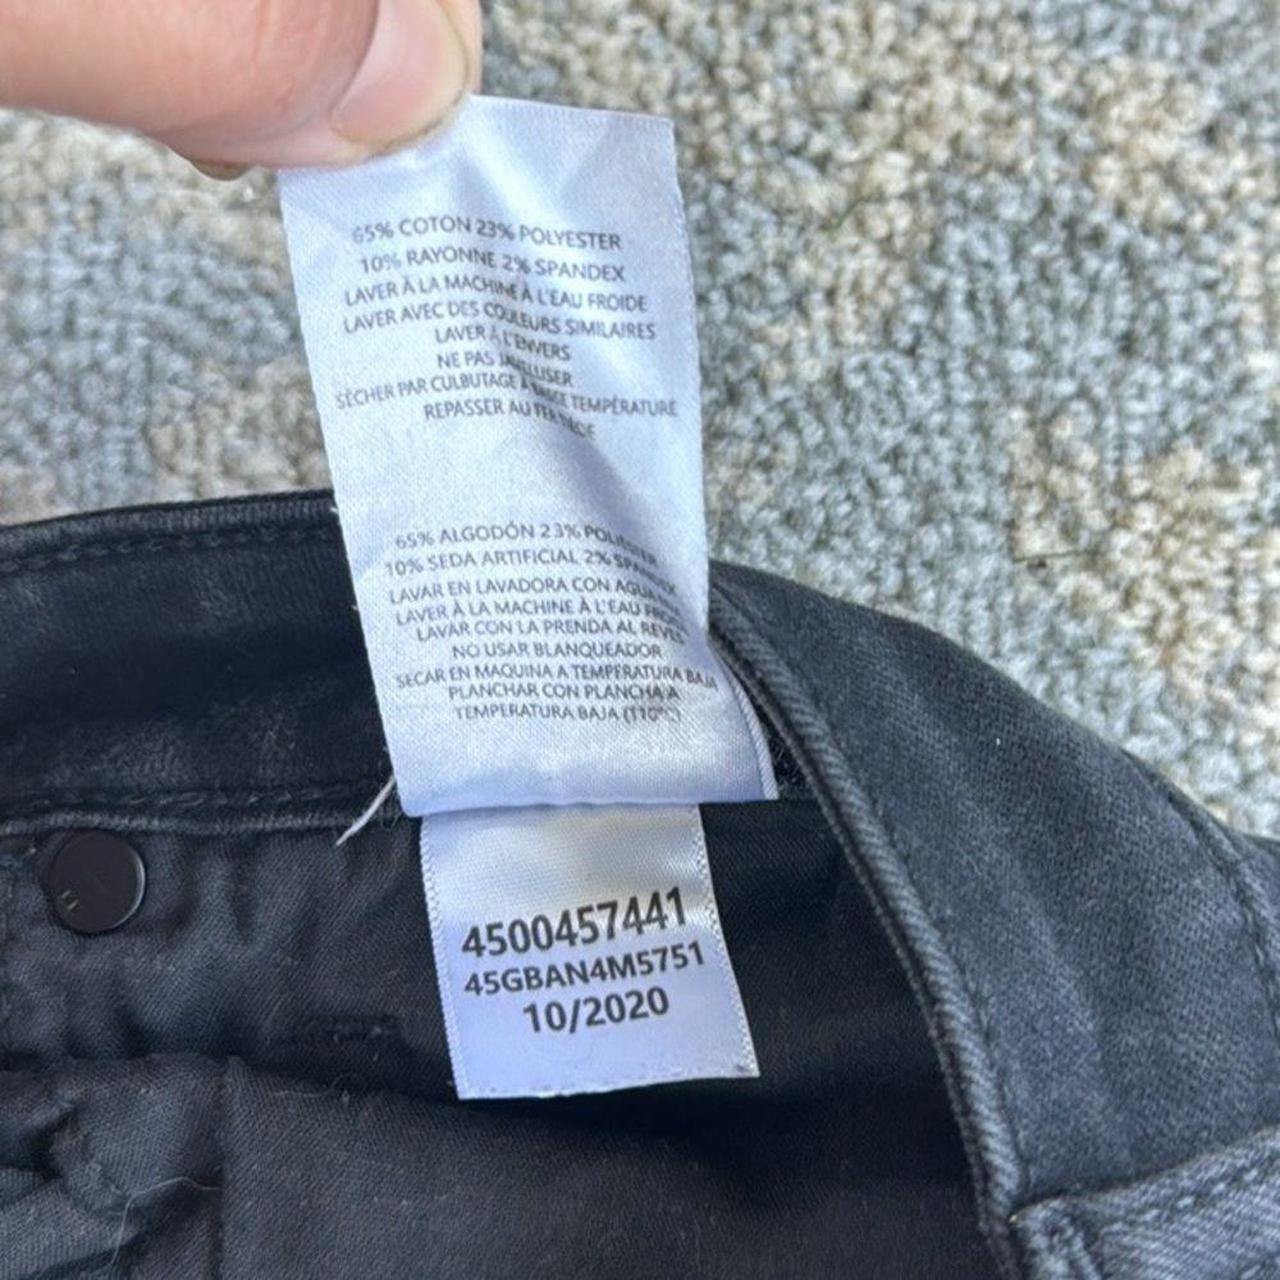 65% COTON 23% POLYESTER
10% RAYONNE 2% SPANDEX
LAVER À LA MACHINE À L'EAU FROIDE
LAVER AVEC DES COULEURS SIMILAIRES
LAVER À L'ENVERS
NE PAS JAVELLISER
SÉCHER PAR CULBUTAGE À BASSE TEMPÉRATURE
REPASSER AU FER
65% ALGODÓN 23% POLIESTER
10% SEDA ARTIFICIAL 2% SPANDEX
LAVAR EN LAVADORA CON AGUA
LAVER À LA MACHINE À L'EAU FROIDE
LAVAR CON LA PRENDA AL REVES
NO USAR BLANQUEADOR
SECAR EN MAQUINA A TEMPERATURA BAJA
PLANCHAR CON PLANCHA A
TEMPERATURA BAJA (110°C)
4500457441
45GBAN4M5751
10/2020